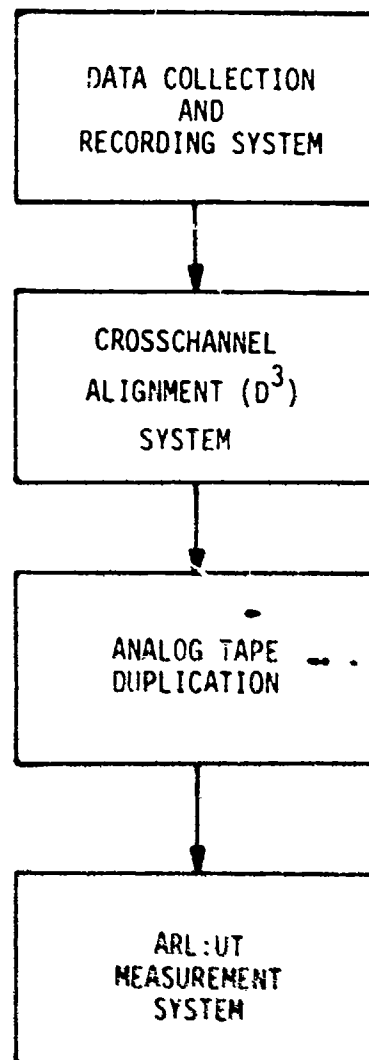 DATA COLLECTION
AND
RECORDING SYSTEM
CROSSCHANNEL
ALIGNMENT (D³)
SYSTEM
ANALOG TAPE
DUPLICATION
ARL:UT
MEASUREMENT
SYSTEM